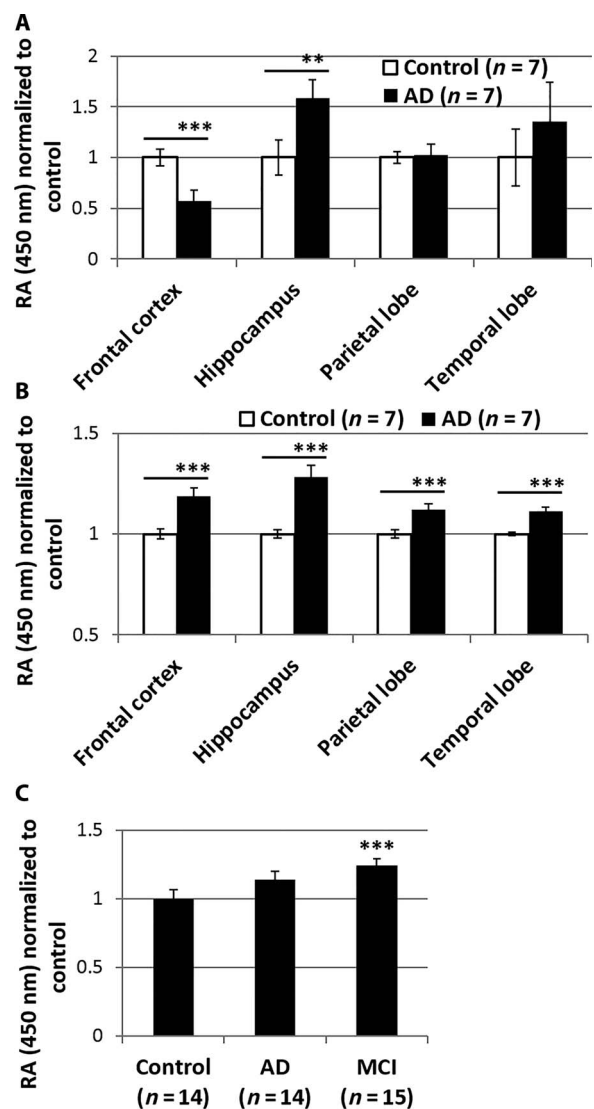 A
RA (450 nm) normalized to
control
2
1.5
1
0.5
0
***
**
Control (n = 7)
AD (n = 7)
Frontal cortex
Hippocampus
Parietal lobe
Temporal lobe
B
RA (450 nm) normalized to
control
Control (n = 7) AD (n = 7)
1.5
1
0.5
***
***
***
***
Frontal cortex
Hippocampus
Parietal lobe
Temporal lobe
C
RA (450 nm) normalized to
control
1.5
1
0.5
0
***
Control
(n = 14)
AD
(n = 14)
MCI
(n = 15)